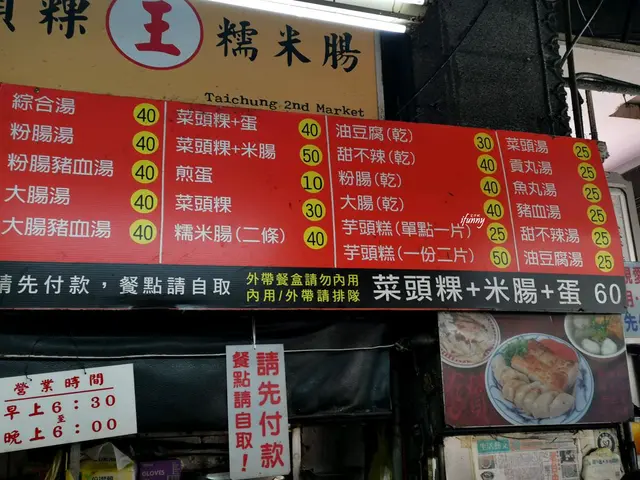 頭粿 王 糯米腸
Taichung 2nd Market
綜合湯 40
粉腸湯 40
粉腸豬血湯 40
大腸湯 40
大腸豬血湯 40
菜頭粿+蛋 40
菜頭粿+米腸 50
煎蛋 10
菜頭粿 30
糯米腸(二條) 40
油豆腐(乾) 30
甜不辣(乾) 40
粉腸(乾) 40
大腸(乾) 40
芋頭糕(單點一片) 25
芋頭糕(一份二片) 50
菜頭湯 25
貢丸湯 25
魚丸湯 25
豬血湯 25
甜不辣湯 25
油豆腐湯 25
ifunny
請先付款，餐點請自取
外帶餐盒請勿內用
內用/外帶請排隊
菜頭粿+米腸+蛋 60
營業時間
早上6:30
至
晚上6:00
請先付款
餐點請自取!
GLOVES